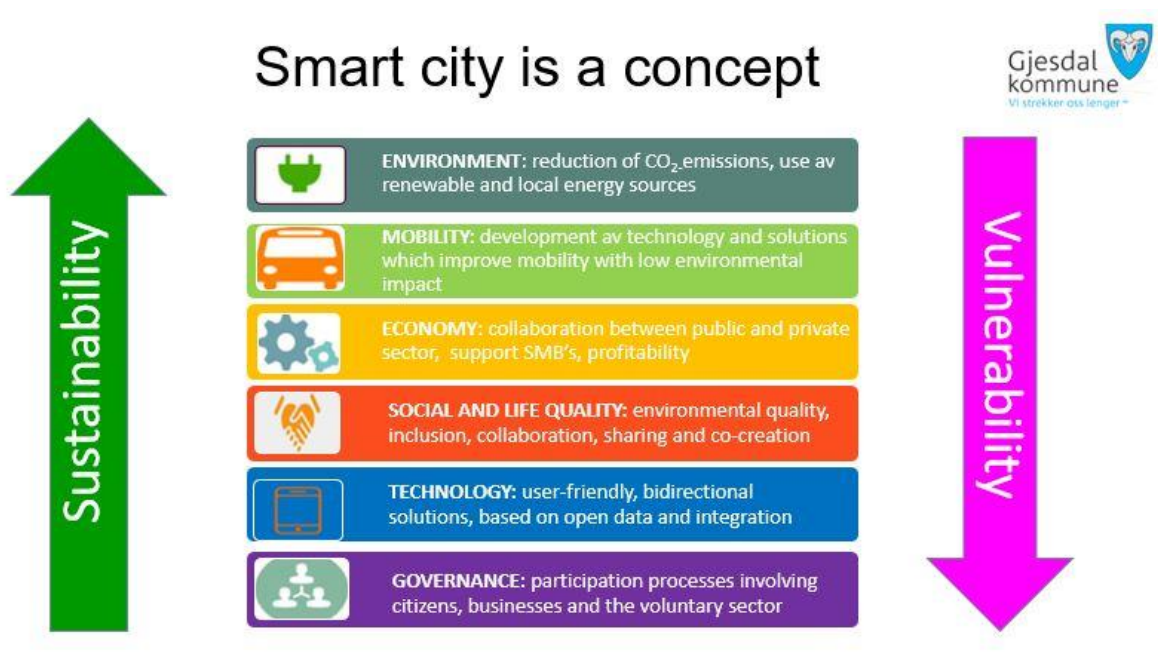 Smart city is a concept
Gjesdal
kommune
Vi strekker oss lenger
Sustainability
ENVIRONMENT: reduction of CO2-emissions, use av
renewable and local energy sources
MOBILITY: development av technology and solutions
which improve mobility with low environmental
impact
ECONOMY: collaboration between public and private
sector, support SMB's, profitability
SOCIAL AND LIFE QUALITY: environmental quality,
inclusion, collaboration, sharing and co-creation
TECHNOLOGY: user-friendly, bidirectional
solutions, based on open data and integration
GOVERNANCE: participation processes involving
citizens, businesses and the voluntary sector
Vulnerability